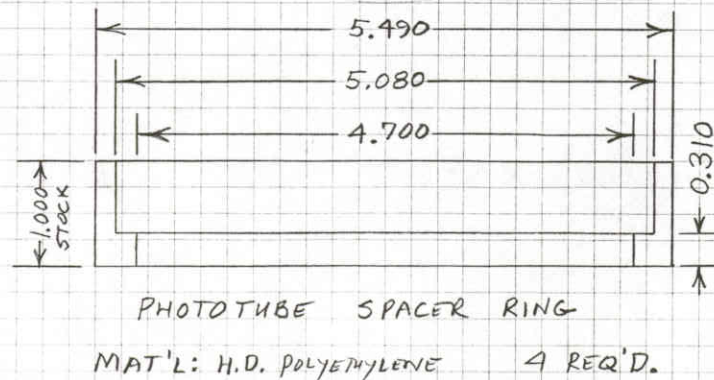 5.490
5.080
4.700
0.310
1.000
STOCK
PHOTOTUBE SPACER RING
MAT'L: H.D. POLYETHYLENE 4 REQ'D.